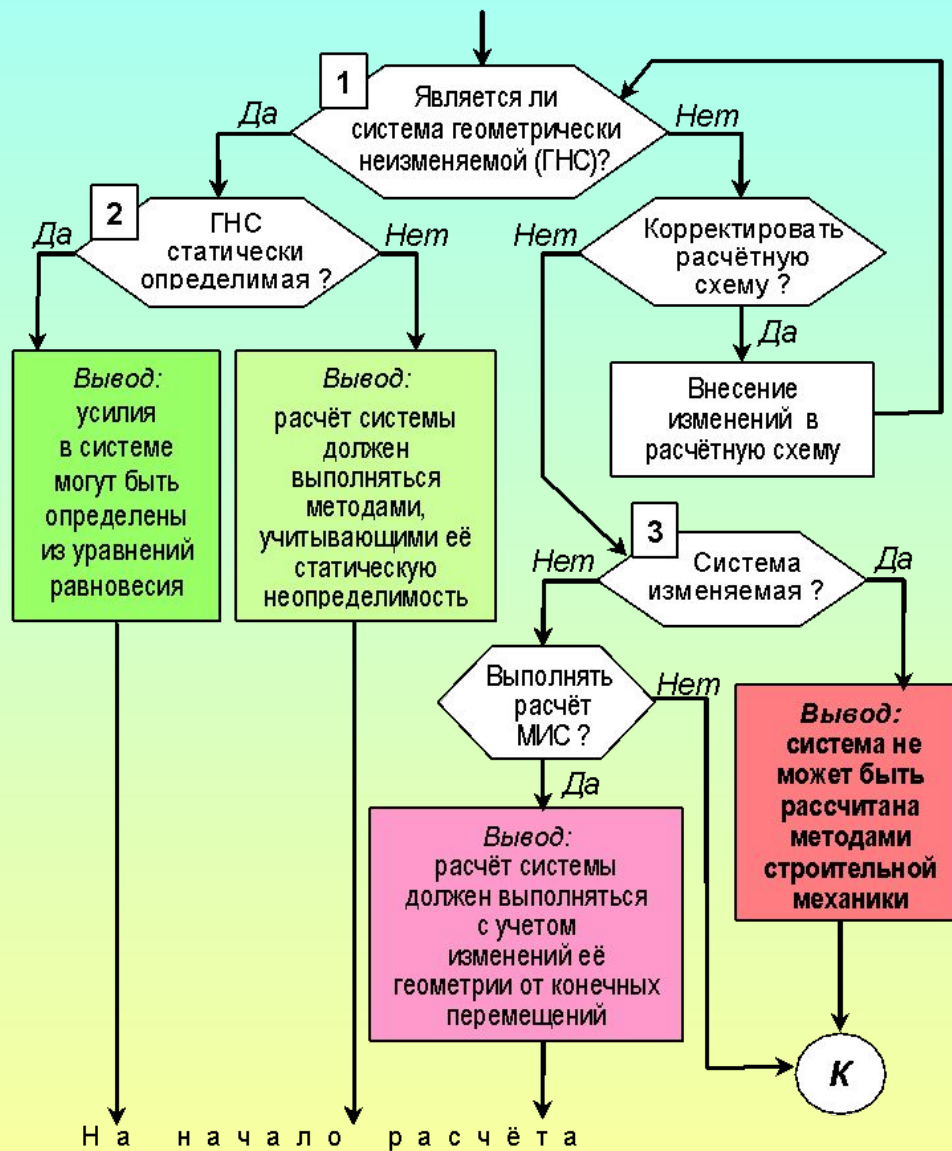 1
Является ли
система геометрически
неизменяемой (ГНС)?
Да
Нет
2
ГНС
статически
определимая ?
Да
Нет
Нет
Корректировать
расчётную
схему ?
Да
Внесение
изменений в
расчётную схему
Вывод:
усилия
в системе
могут быть
определены
из уравнений
равновесия
Вывод:
расчёт системы
должен
выполняться
методами,
учитывающими её
статическую
неопределимость
3
Система
изменяемая ?
Нет
Да
Выполнять
расчёт
МИС ?
Нет
Да
Вывод:
система не
может быть
рассчитана
методами
строительной
механики
Вывод:
расчёт системы
должен выполняться
с учетом
изменений её
геометрии от конечных
перемещений
К
На начало расчёта